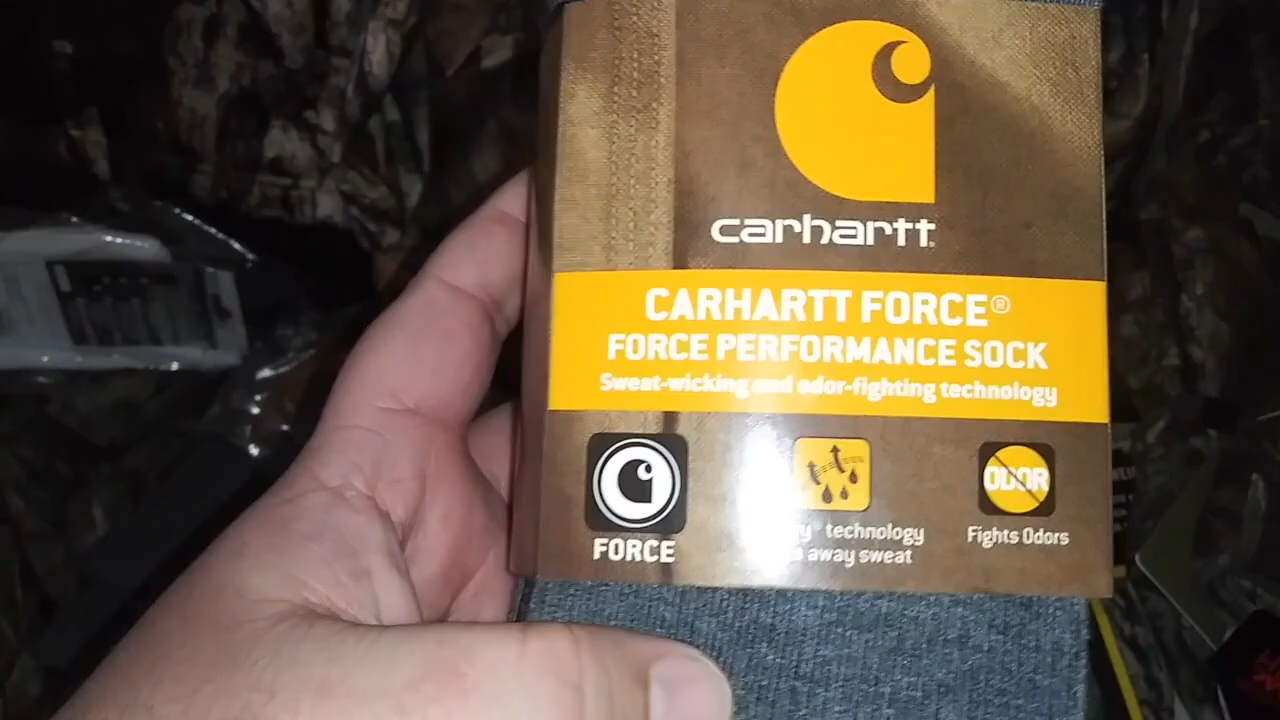 carhartt
CARHARTT FORCE®
FORCE PERFORMANCE SOCK
Sweat-wicking and odor-fighting technology
ODOR
FORCE
technology
away sweat
Fights Odors